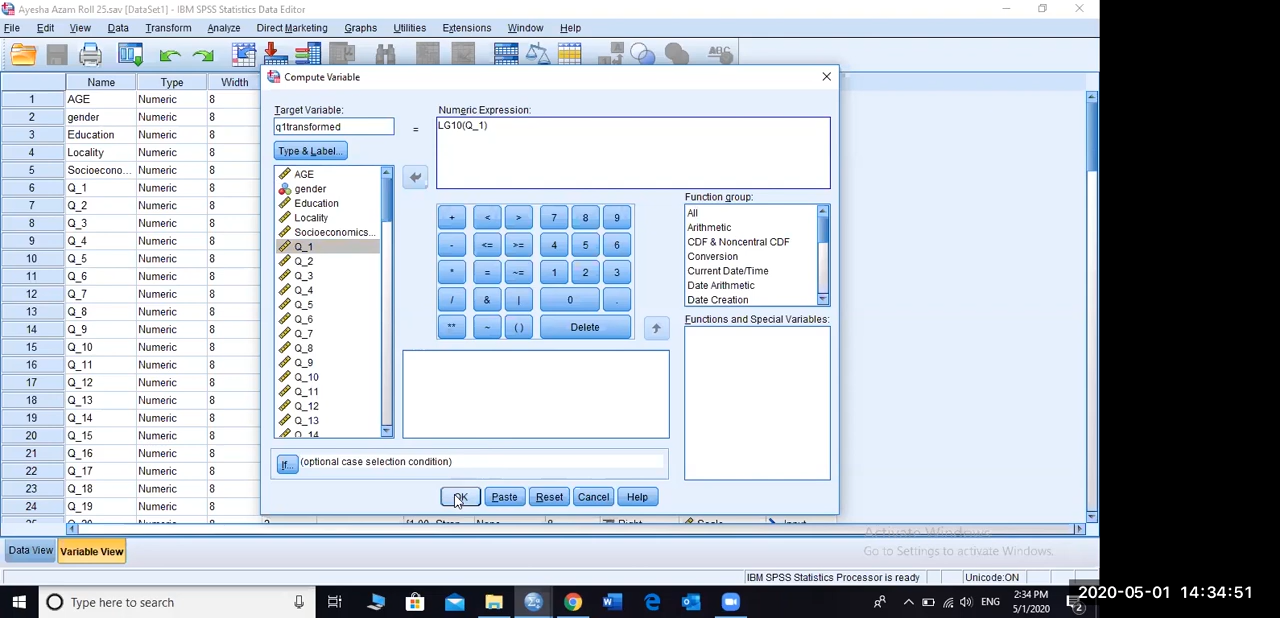 Ayesha Azam Roll 25.sav [DataSet1] - IBM SPSS Statistics Data Editor
File Edit View Data Transform Analyze Direct Marketing Graphs Utilities Extensions Window Help
Name Type Width
Compute Variable
1 AGE Numeric 8
2 gender Numeric 8
3 Education Numeric 8
4 Locality Numeric 8
5 Socioecono... Numeric 8
6 Q_1 Numeric 8
7 Q_2 Numeric 8
8 Q_3 Numeric 8
9 Q_4 Numeric 8
10 Q_5 Numeric 8
11 Q_6 Numeric 8
12 Q_7 Numeric 8
13 Q_8 Numeric 8
14 Q_9 Numeric 8
15 Q_10 Numeric 8
16 Q_11 Numeric 8
17 Q_12 Numeric 8
18 Q_13 Numeric 8
19 Q_14 Numeric 8
20 Q_15 Numeric 8
21 Q_16 Numeric 8
22 Q_17 Numeric 8
23 Q_18 Numeric 8
24 Q_19 Numeric 8
Target Variable:
q1transformed
=
Numeric Expression:
LG10(Q_1)
Type & Label...
AGE
gender
Education
Locality
Socioeconomics...
Q_1
Q_2
Q_3
Q_4
Q_5
Q_6
Q_7
Q_8
Q_9
Q_10
Q_11
Q_12
Q_13
Q_14
+ < > 7 8 9
- <= >= 4 5 6
* = ~= 1 2 3
/ & | 0 .
** ~ ( ) Delete
Function group:
All
Arithmetic
CDF & Noncentral CDF
Conversion
Current Date/Time
Date Arithmetic
Date Creation
Functions and Special Variables:
If... (optional case selection condition)
OK Paste Reset Cancel Help
Activate Windows
Go to Settings to activate Windows.
Data View Variable View
IBM SPSS Statistics Processor is ready Unicode:ON
Type here to search
ENG
2:34 PM
5/1/2020
2
2020-05-01 14:34:51